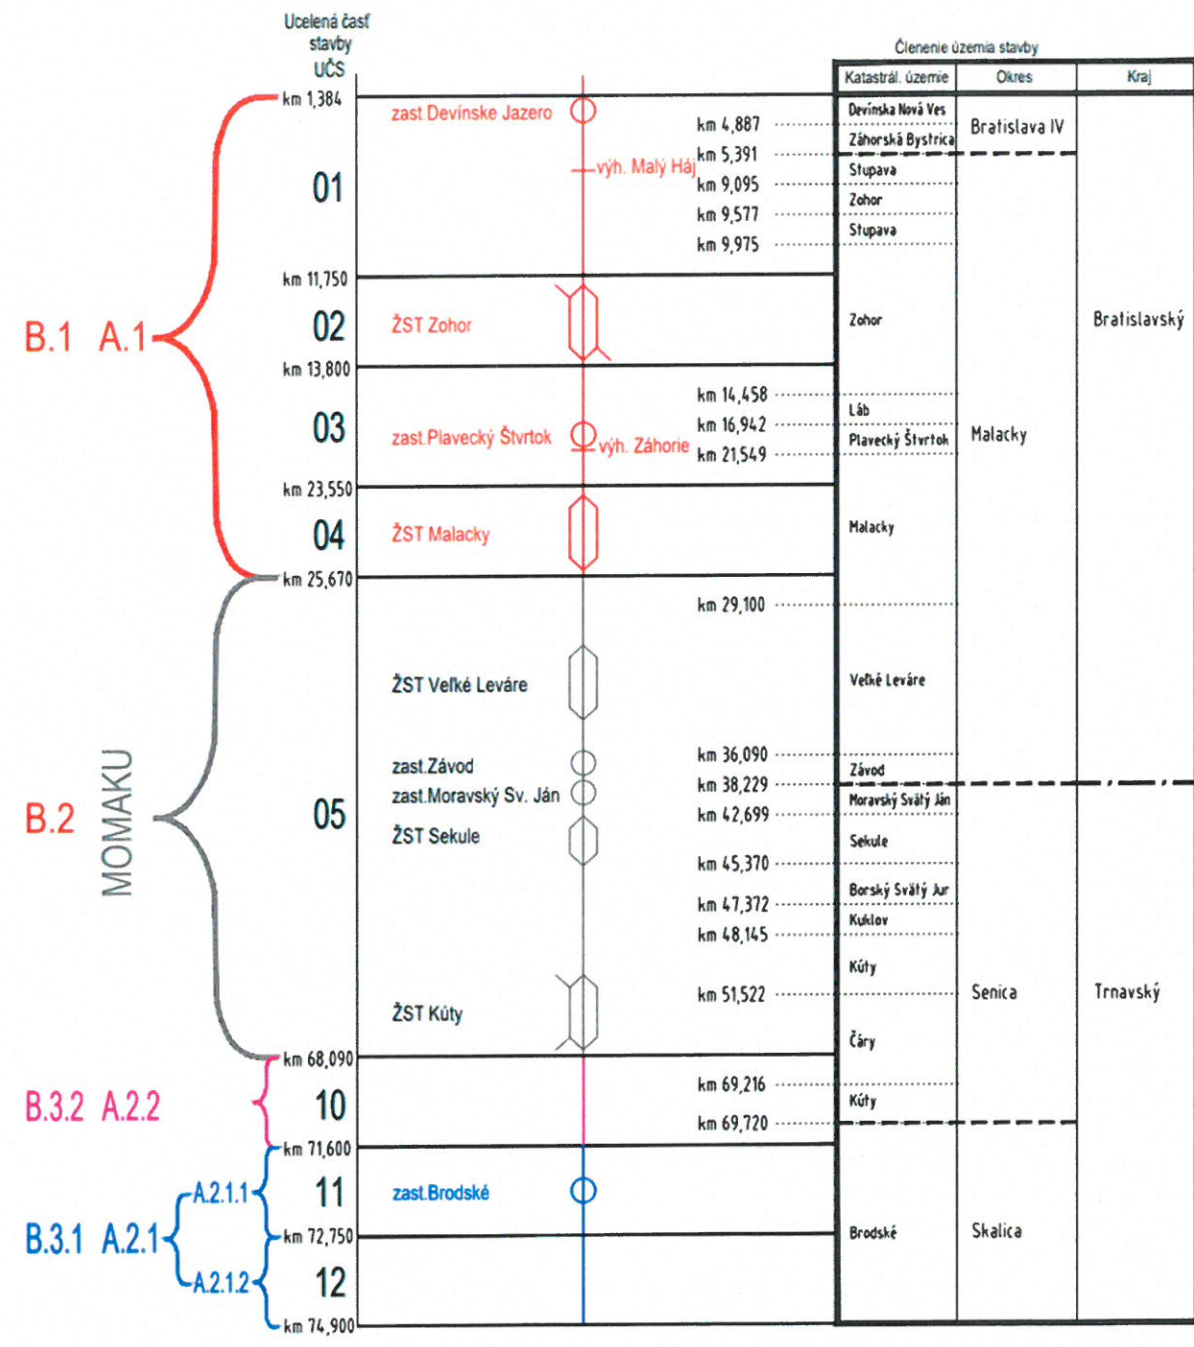 Ucelená časť
stavby
UČS
Členenie územia stavby
Katastrál. územie
Okres
Kraj
km 1,384
zast.Devínske Jazero
Devínska Nová Ves
km 4,887
Bratislava IV
Záhorská Bystrica
km 5,391
výh. Malý Háj
Stupava
01
km 9,095
Zohor
km 9,577
Stupava
km 9,975
km 11,750
B.1 A.1
02
ŽST Zohor
Zohor
Bratislavský
km 13,800
km 14,458
Láb
03
km 16,942
zast.Plavecký Štvrtok
výh. Záhorie
Plavecký Štvrtok
Malacky
km 21,549
km 23,550
04
ŽST Malacky
Malacky
km 25,670
km 29,100
ŽST Veľké Leváre
Veľké Leváre
km 36,090
zast.Závod
Závod
km 38,229
zast.Moravský Sv. Ján
Moravský Svätý Ján
B.2
MOMAKU
05
km 42,699
ŽST Sekule
Sekule
km 45,370
Borský Svätý Jur
km 47,372
Kuklov
km 48,145
Kúty
km 51,522
Senica
Trnavský
ŽST Kúty
Čáry
km 68,090
km 69,216
B.3.2 A.2.2
10
Kúty
km 69,720
km 71,600
A.2.1.1
11
zast.Brodské
B.3.1 A.2.1
km 72,750
Brodské
Skalica
A.2.1.2
12
km 74,900